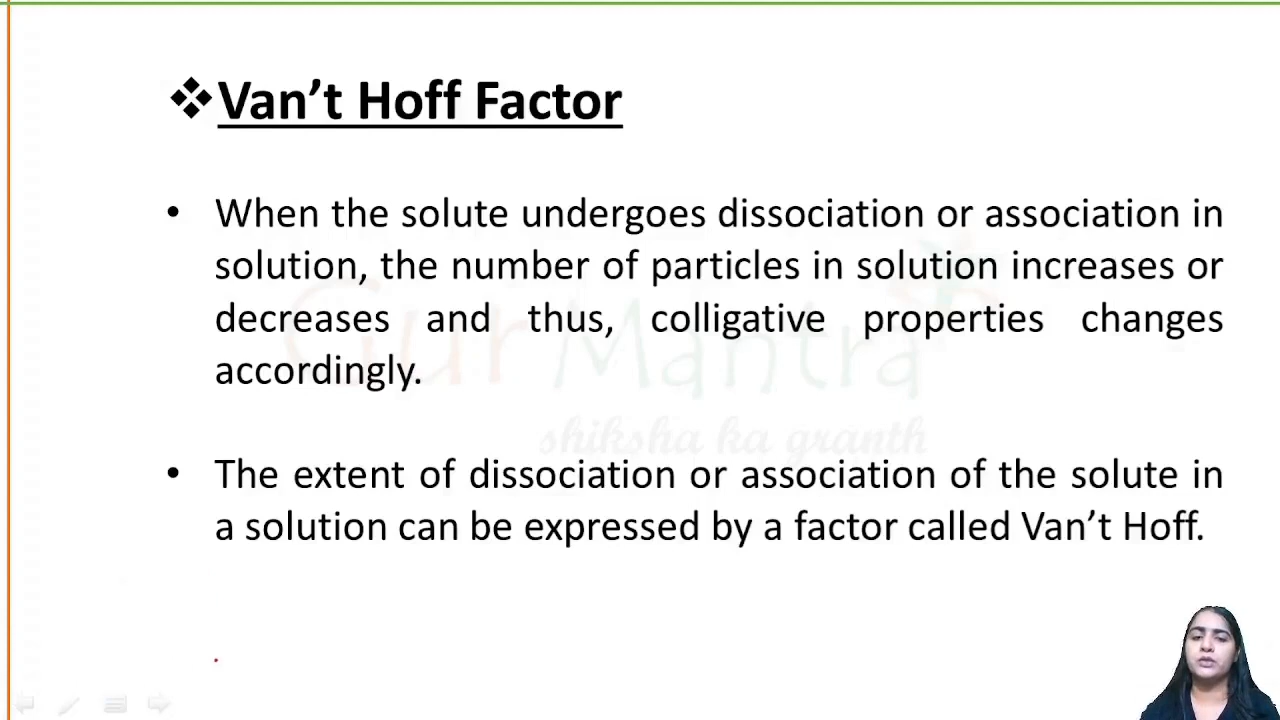 ❖Van’t Hoff Factor
• When the solute undergoes dissociation or association in
solution, the number of particles in solution increases or
decreases and thus, colligative properties changes
accordingly.
Gur Mantra
shiksha ka granth
• The extent of dissociation or association of the solute in
a solution can be expressed by a factor called Van’t Hoff.